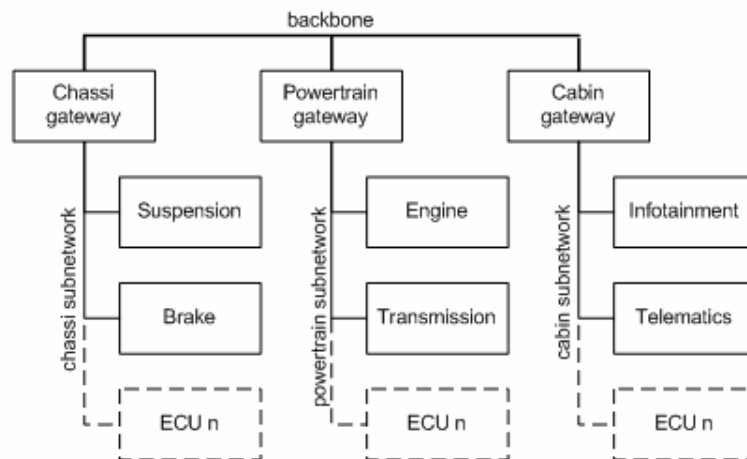 backbone
Chassi
gateway
Powertrain
gateway
Cabin
gateway
chassi subnetwork
Suspension
Brake
ECU n
powertrain subnetwork
Engine
Transmission
ECU n
cabin subnetwork
Infotainment
Telematics
ECU n